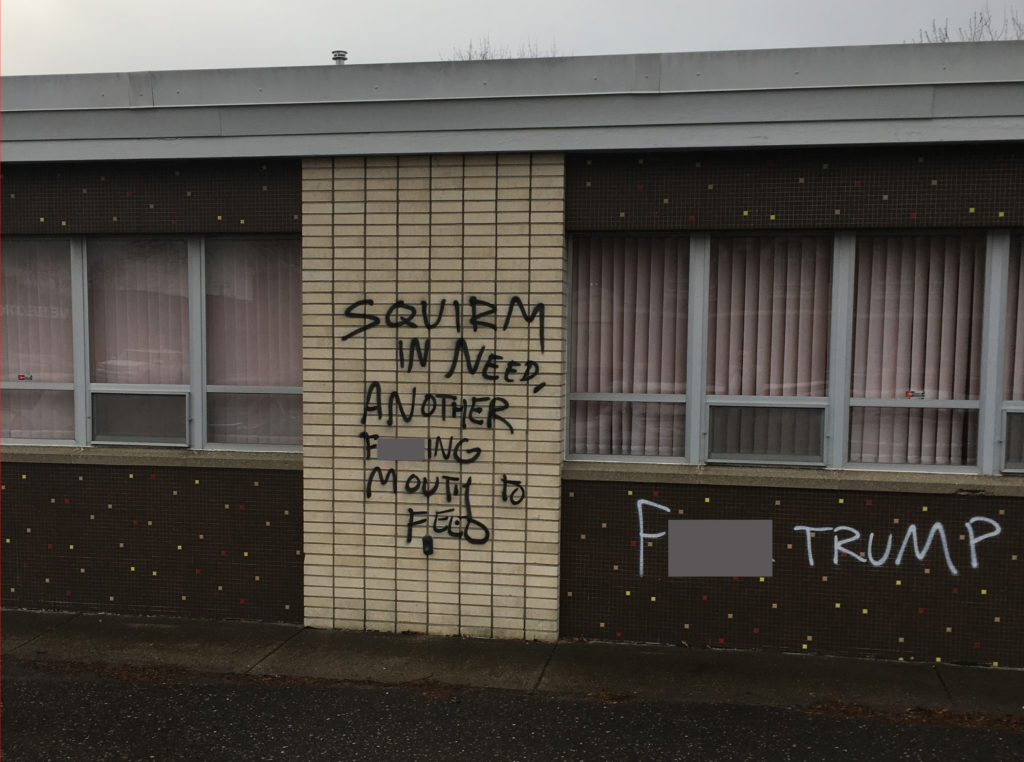 SQUIRM
IN NEED,
ANOTHER
F ING
MOUTH TO
FEED
F TRUMP